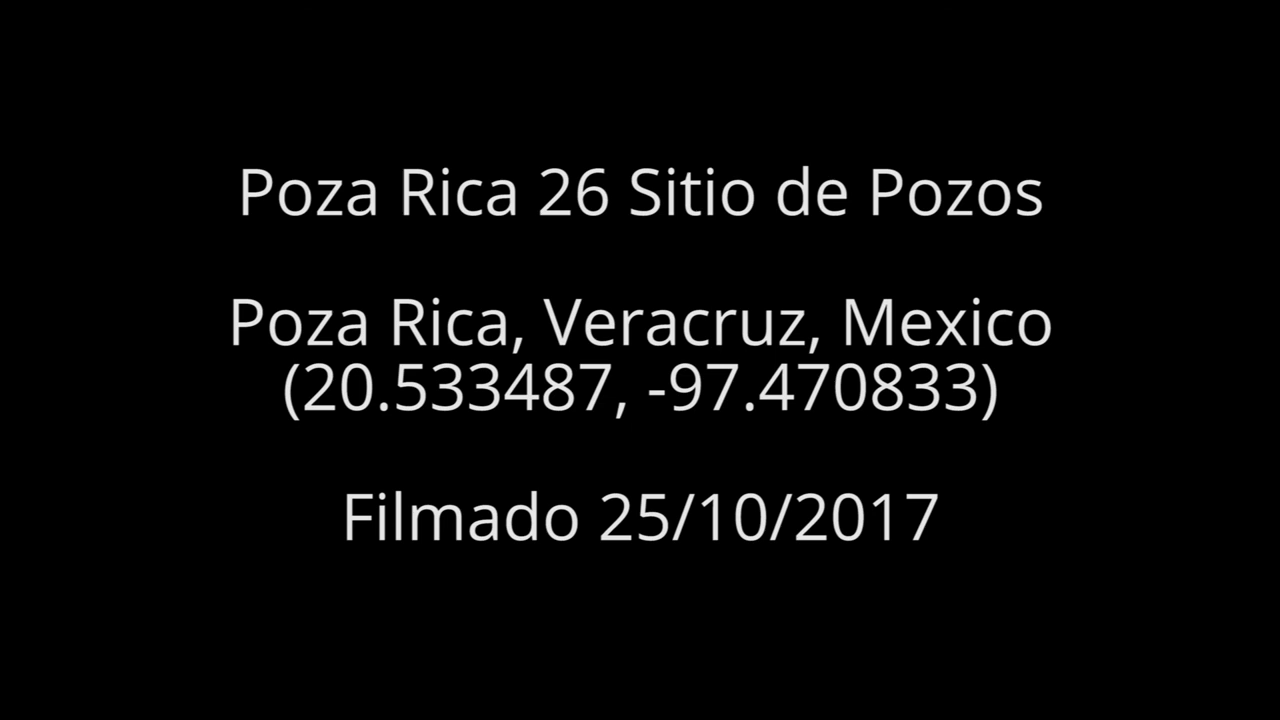 Poza Rica 26 Sitio de Pozos
Poza Rica, Veracruz, Mexico
(20.533487, -97.470833)
Filmado 25/10/2017